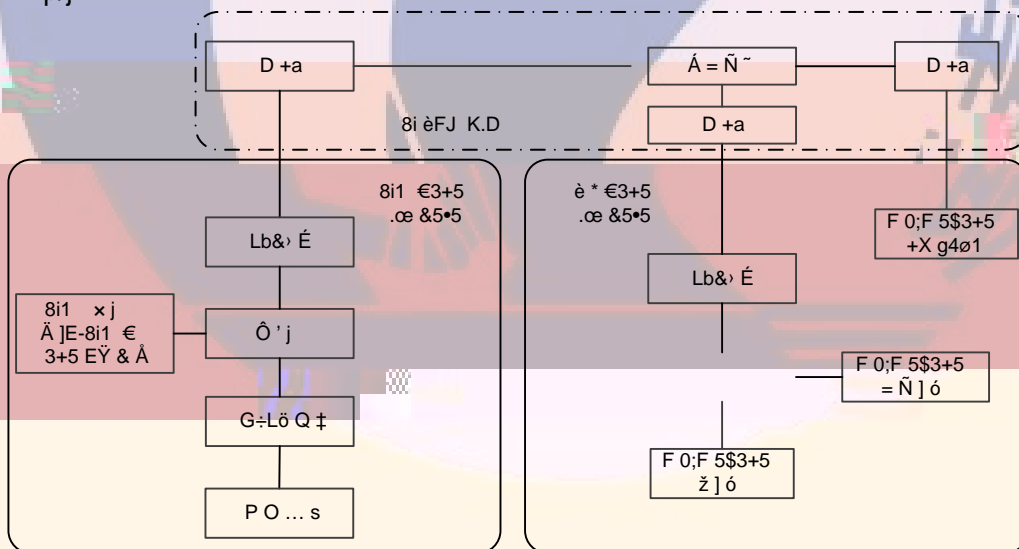 D +a
Á = Ñ ˜
D +a
D +a
8i èFJ K.D
8i1 €3+5
.œ &5•5
è * €3+5
.œ &5•5
F 0;F 5$3+5
+X g4ø1
Lb&› É
Lb&› É
8i1 × j
Ä ]E-8i1 €
3+5 EŸ & Å
Ô ' j
F 0;F 5$3+5
= Ñ ] ó
G÷Lö Q ‡
F 0;F 5$3+5
ž ] ó
P O … s